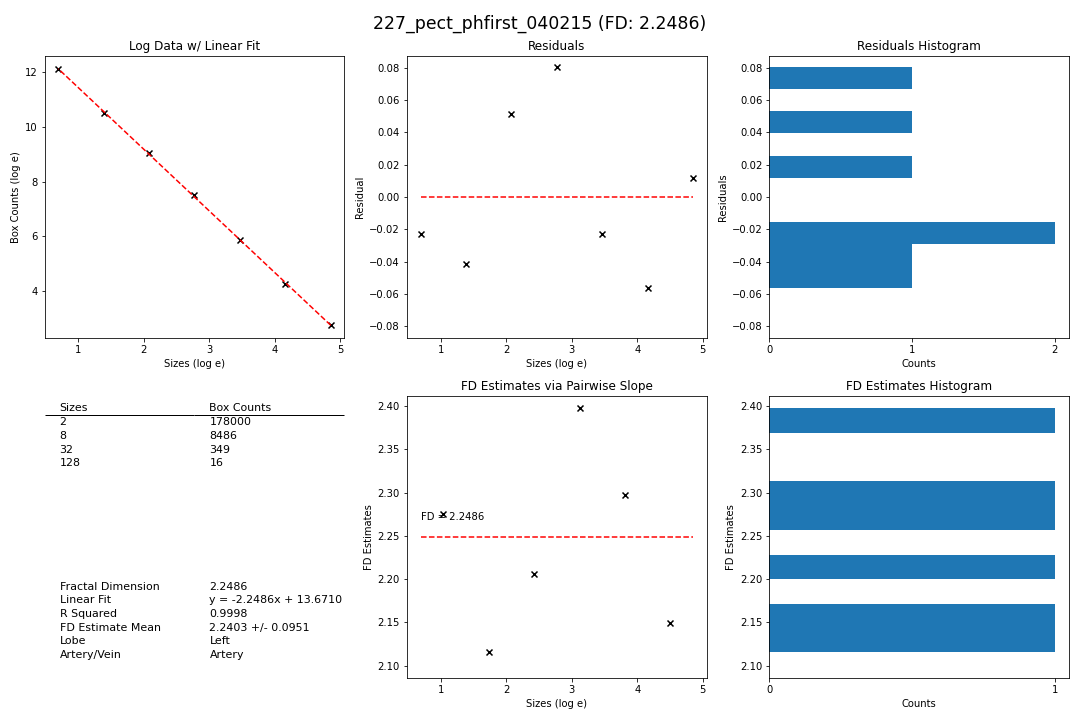 227_pect_phfirst_040215 (FD: 2.2486)
Log Data w/ Linear Fit
Box Counts (log e)
12
10
8
6
4
1 2 3 4 5
Sizes (log e)
Residuals
Residual
0.08
0.06
0.04
0.02
0.00
−0.02
−0.04
−0.06
−0.08
1 2 3 4 5
Sizes (log e)
Residuals Histogram
Residuals
0.08
0.06
0.04
0.02
0.00
−0.02
−0.04
−0.06
−0.08
0 1 2
Counts
Sizes Box Counts
2 178000
8 8486
32 349
128 16
Fractal Dimension 2.2486
Linear Fit y = -2.2486x + 13.6710
R Squared 0.9998
FD Estimate Mean 2.2403 +/- 0.0951
Lobe Left
Artery/Vein Artery
FD Estimates via Pairwise Slope
FD Estimates
2.40
2.35
2.30
2.25
2.20
2.15
2.10
FD = 2.2486
1 2 3 4 5
Sizes (log e)
FD Estimates Histogram
FD Estimates
2.40
2.35
2.30
2.25
2.20
2.15
2.10
0 1
Counts